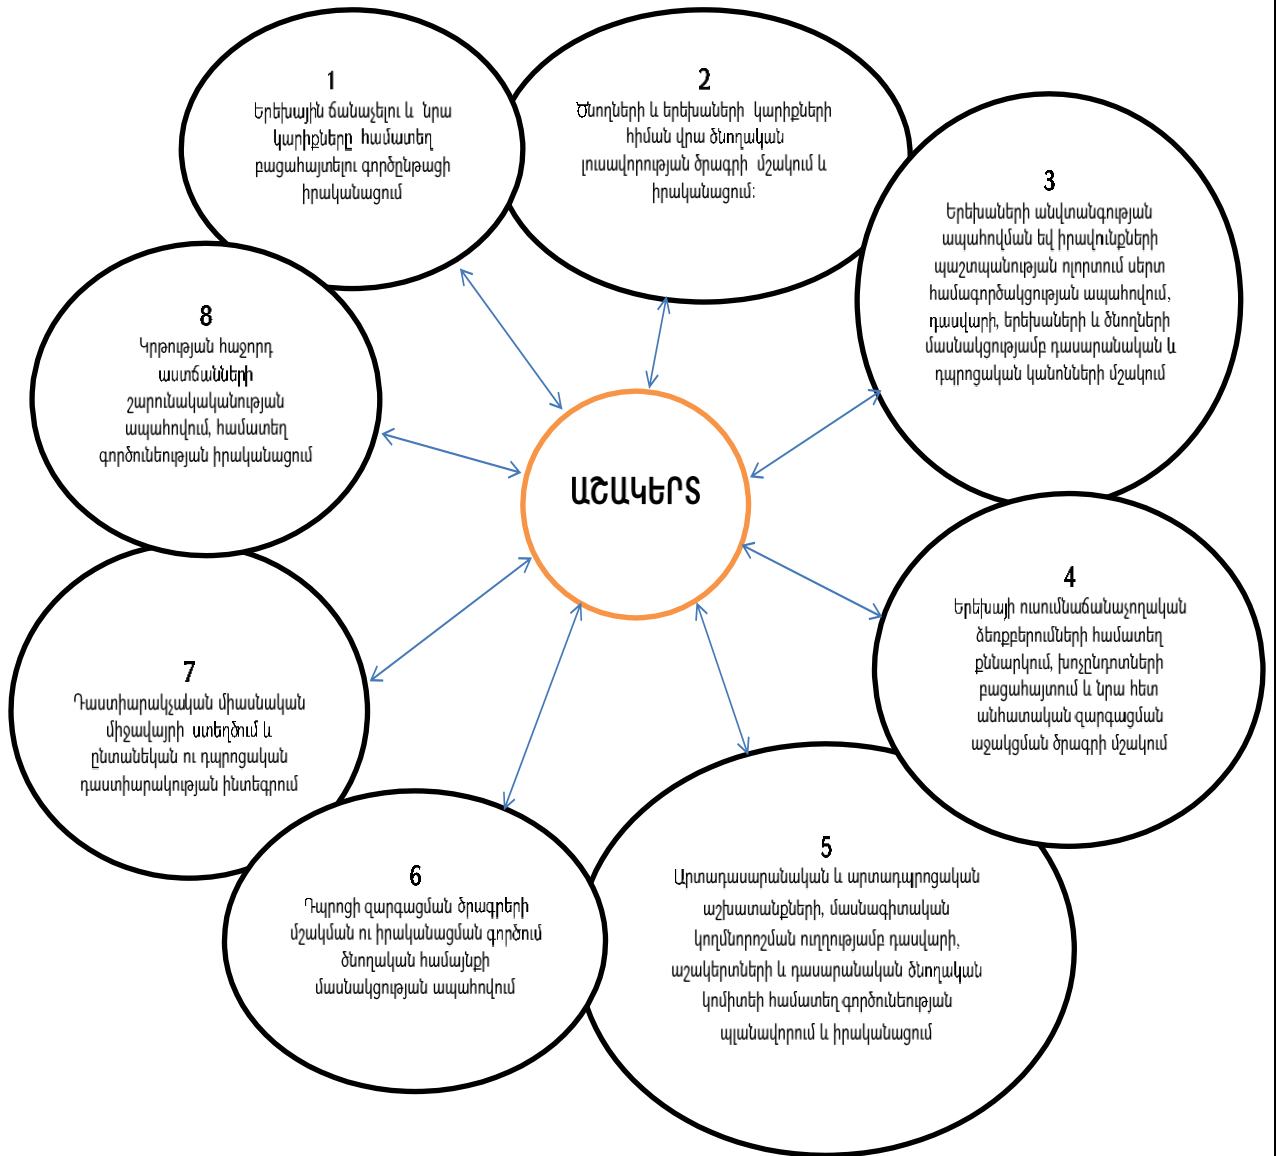 1
Երեխային ճանաչելու և նրա
կարիքները համատեղ
բացահայտելու գործընթացի
իրականացում
2
Ծնողների և երեխաների կարիքների
հիման վրա ծնողական
լուսավորության ծրագրի մշակում և
իրականացում:
3
Երեխաների անվտանգության
ապահովման եվ իրավունքների
պաշտպանության ոլորտում սերտ
համագործակցության ապահովում,
դասվարի, երեխաների և ծնողների
մասնակցությամբ դասարանական և
դպրոցական կանոնների մշակում
4
Երեխայի ուսումնաճանաչողական
ձեռքբերումների համատեղ
քննարկում, խոչընդոտների
բացահայտում և նրա հետ
անհատական զարգացման
աջակցման ծրագրի մշակում
5
Արտադասարանական և արտադպրոցական
աշխատանքների, մասնագիտական
կողմնորոշման ուղղությամբ դասվարի,
աշակերտների և դասարանական ծնողական
կոմիտեի համատեղ գործունեության
պլանավորում և իրականացում
6
Դպրոցի զարգացման ծրագրերի
մշակման ու իրականացման գործում
ծնողական համայնքի
մասնակցության ապահովում
7
Դաստիարակչական միասնական
միջավայրի ստեղծում և
ընտանեկան ու դպրոցական
դաստիարակության ինտեգրում
8
Կրթության հաջորդ
աստճանների
շարունակականության
ապահովում, համատեղ
գործունեության իրականացում
ԱՇԱԿԵՐՏ